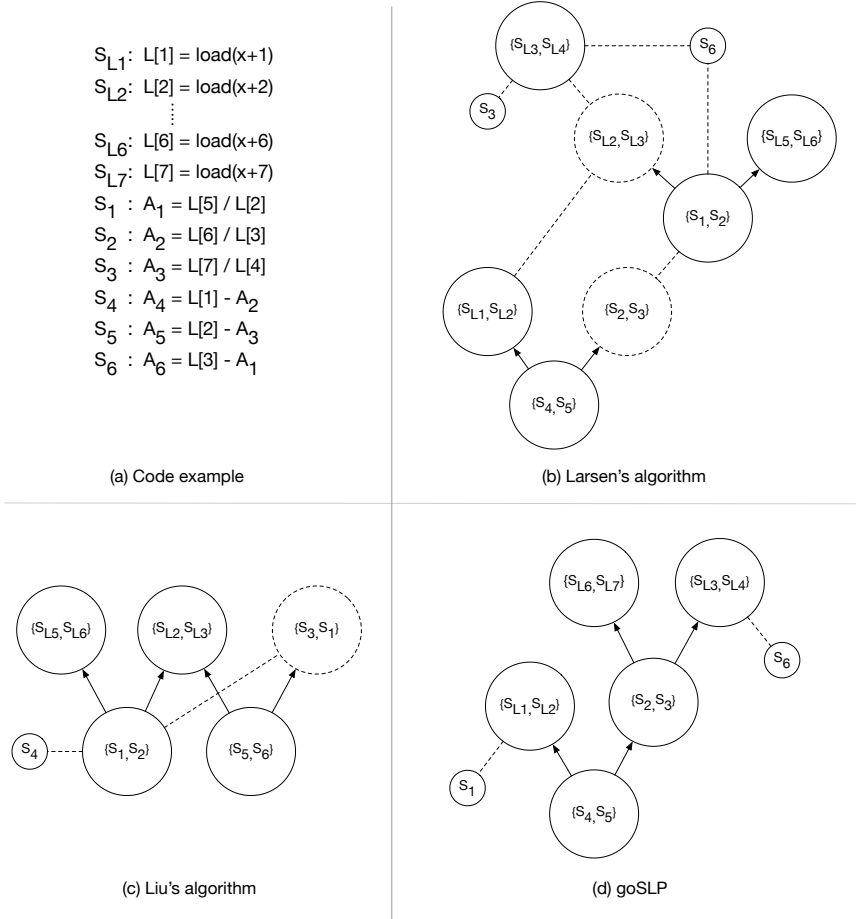 S_L1: L[1] = load(x+1)
S_L2: L[2] = load(x+2)
S_L6: L[6] = load(x+6)
S_L7: L[7] = load(x+7)
S_1 : A_1 = L[5] / L[2]
S_2 : A_2 = L[6] / L[3]
S_3 : A_3 = L[7] / L[4]
S_4 : A_4 = L[1] - A_2
S_5 : A_5 = L[2] - A_3
S_6 : A_6 = L[3] - A_1
(a) Code example
{S_L3,S_L4}
S_6
S_3
{S_L2,S_L3}
{S_L5,S_L6}
{S_1,S_2}
{S_L1,S_L2}
{S_2,S_3}
{S_4,S_5}
(b) Larsen's algorithm
{S_L5,S_L6}
{S_L2,S_L3}
{S_3,S_1}
S_4
{S_1,S_2}
{S_5,S_6}
(c) Liu's algorithm
{S_L6,S_L7}
{S_L3,S_L4}
S_6
{S_L1,S_L2}
{S_2,S_3}
S_1
{S_4,S_5}
(d) goSLP